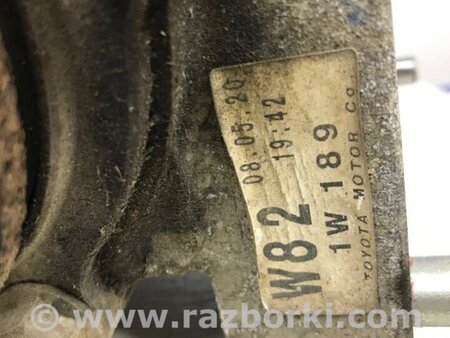 W82 08.05.20
19:42
1W 189
TOYOTA MOTOR Co.
www.razborki.com